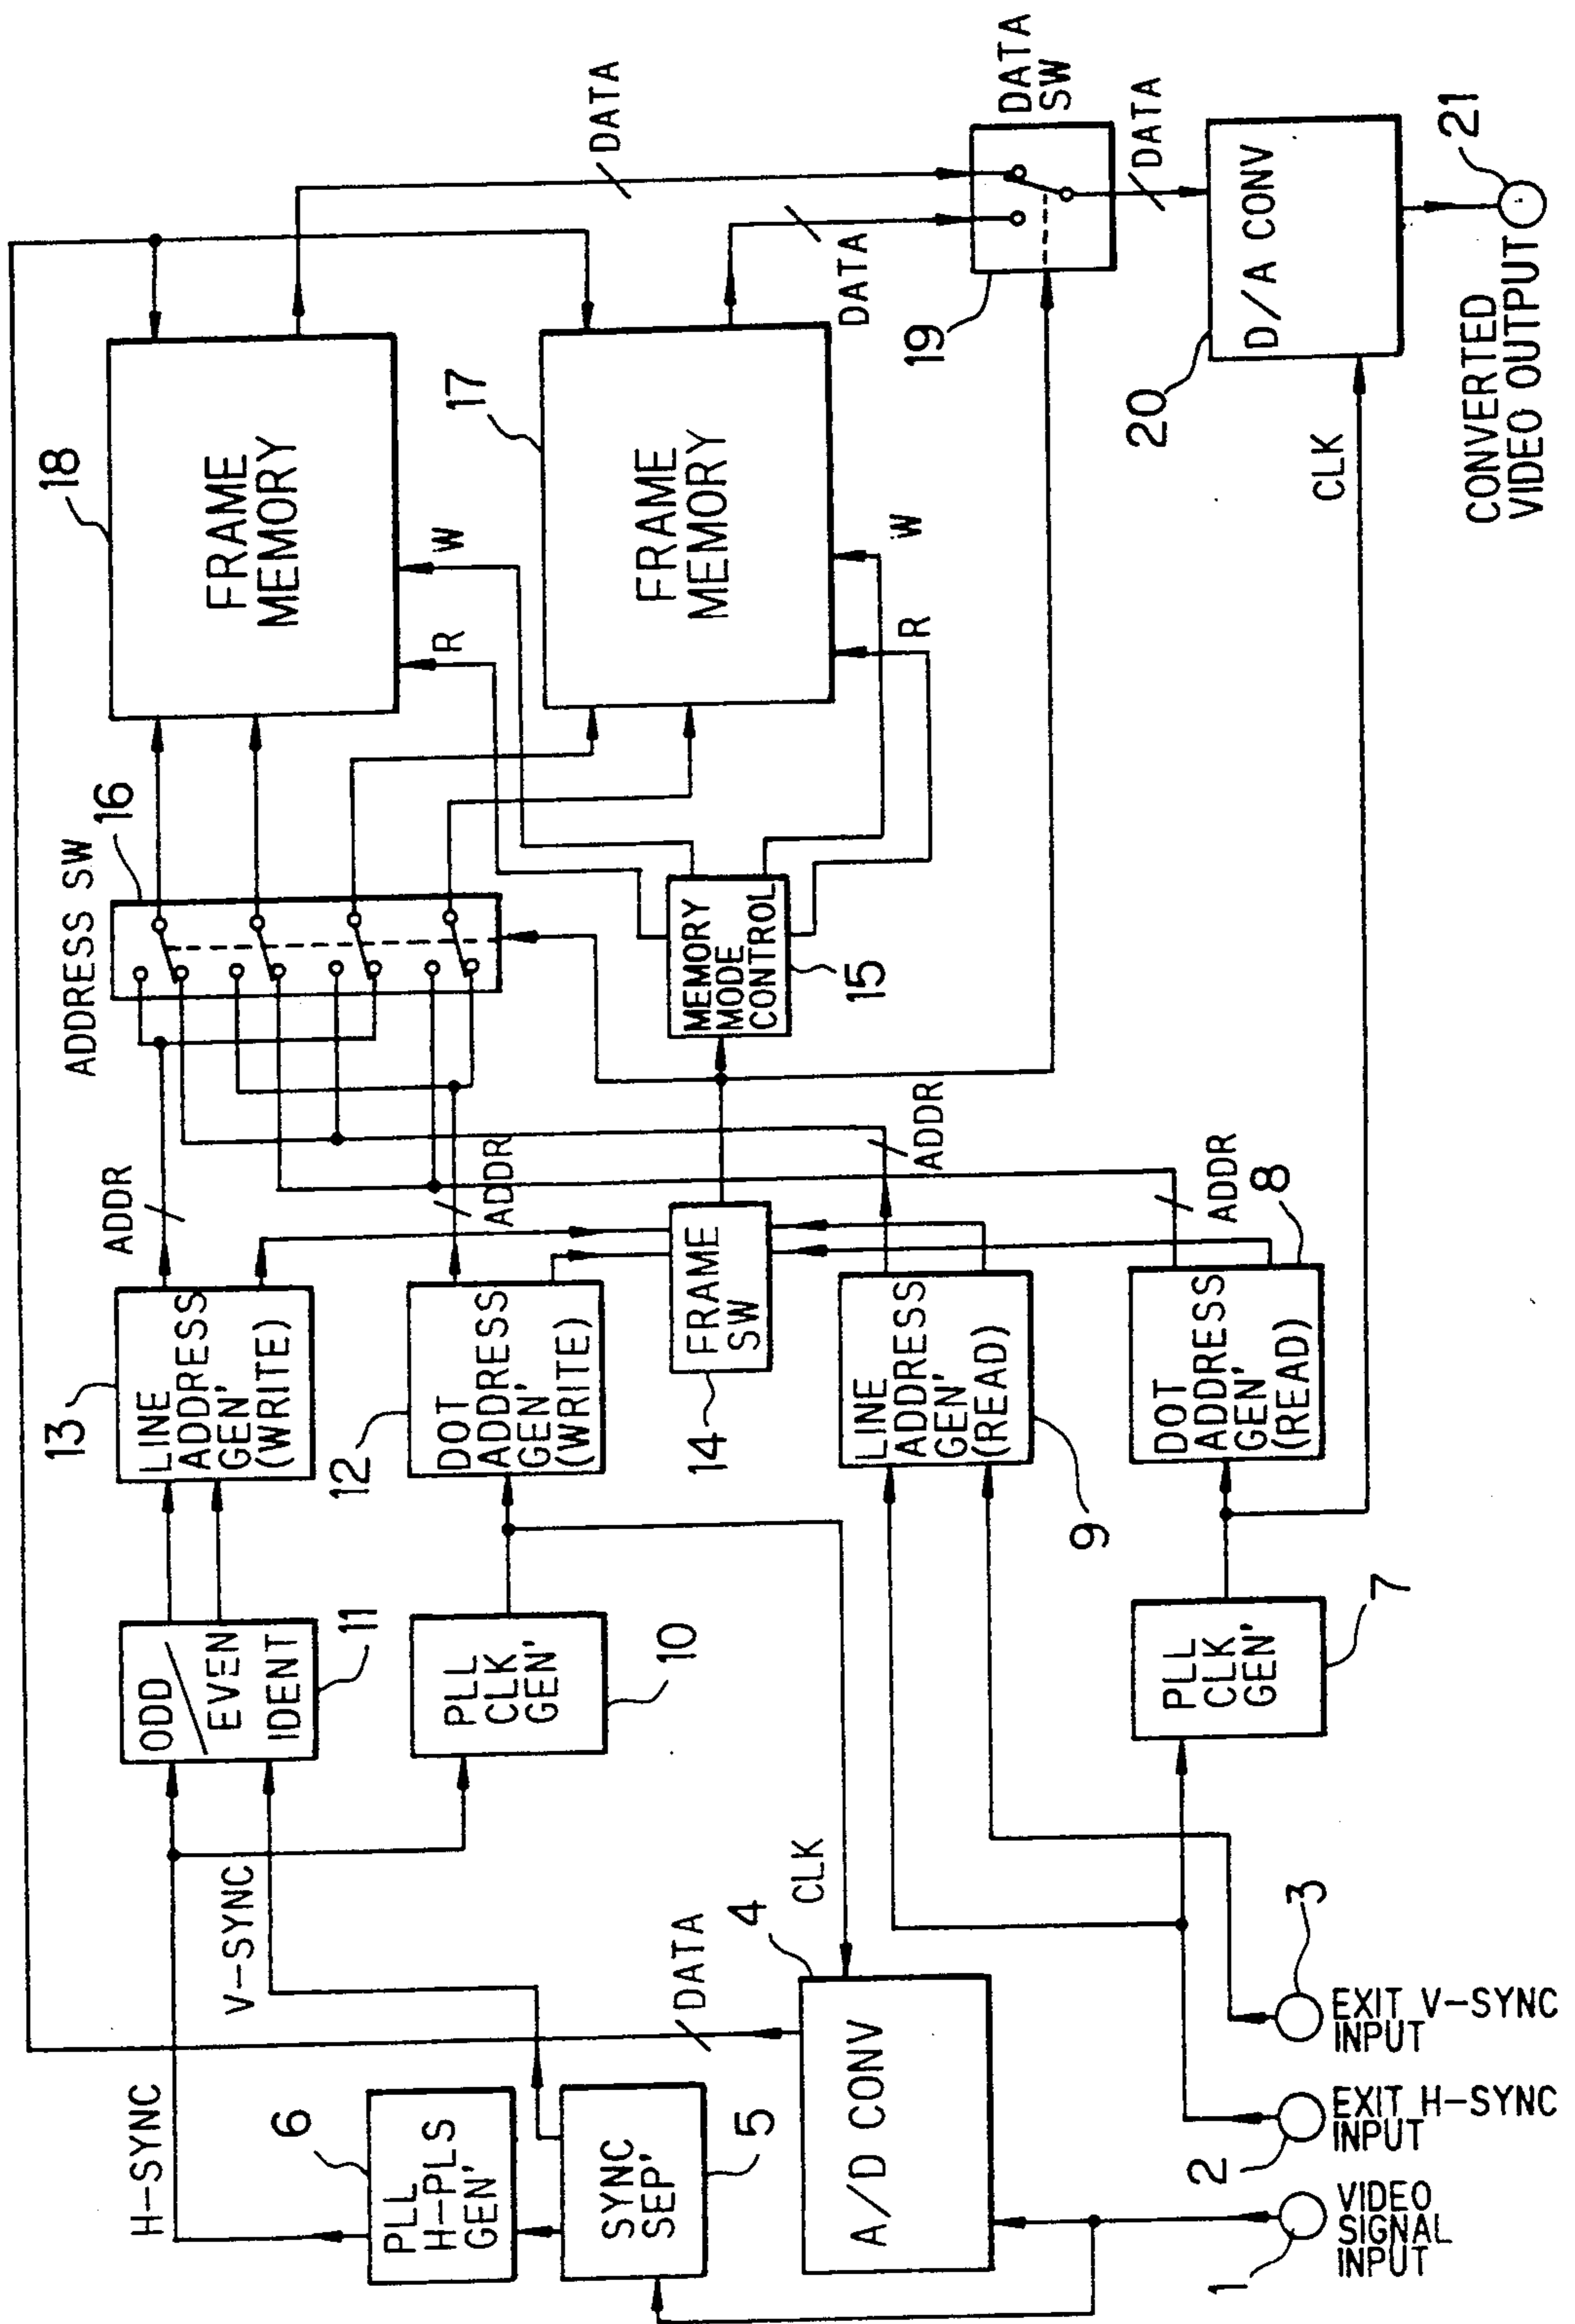 H-SYNC
V-SYNC
6
PLL
H-PLS
GEN'
SYNC
SEP'
5
DATA
4
A/D CONV
CLK
1
VIDEO
SIGNAL
INPUT
2
EXIT H-SYNC
INPUT
3
EXIT V-SYNC
INPUT
ODD
/EVEN
IDENT
11
PLL
CLK
GEN'
10
PLL
CLK
GEN'
7
13
LINE
ADDRESS
GEN'
(WRITE)
ADDR
12
DOT
ADDRESS
GEN'
(WRITE)
ADDR
14
FRAME
SW
LINE
ADDRESS
GEN'
(READ)
9
ADDR
DOT
ADDRESS
GEN'
(READ)
8
ADDR
ADDRESS SW
16
MEMORY
MODE
CONTROL
15
18
FRAME
MEMORY
R
W
17
FRAME
MEMORY
R
W
DATA
DATA
19
DATA
SW
DATA
20
D/A CONV
CLK
21
CONVERTED
VIDEO OUTPUT